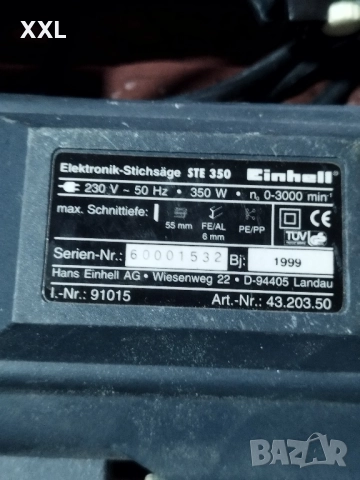 XXL
Elektronik-Stichsäge STE 350 Einhell
230 V ~ 50 Hz • 350 W • n₀ 0-3000 min⁻¹
max. Schnittiefe: 55 mm FE/AL 6 mm PE/PP TÜV GS CE
Serien-Nr.: 60001532 Bj: 1999
Hans Einhell AG • Wiesenweg 22 • D-94405 Landau
I.-Nr.: 91015 Art.-Nr.: 43.203.50
BAZAR